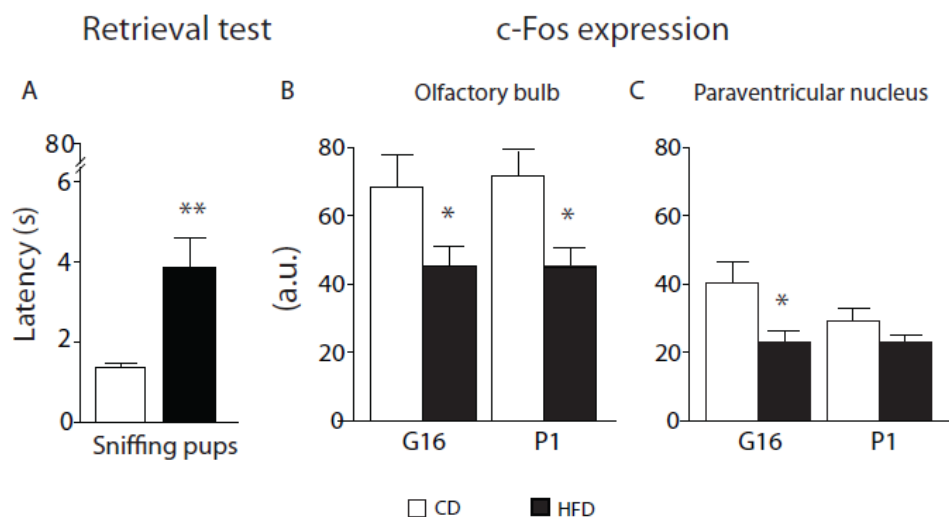 Retrieval test
c-Fos expression
A
B
Olfactory bulb
C
Paraventricular nucleus
Latency (s)
80
6
4
2
0
**
Sniffing pups
(a.u.)
80
60
40
20
0
*
*
G16
P1
80
60
40
20
0
*
G16
P1
CD
HFD